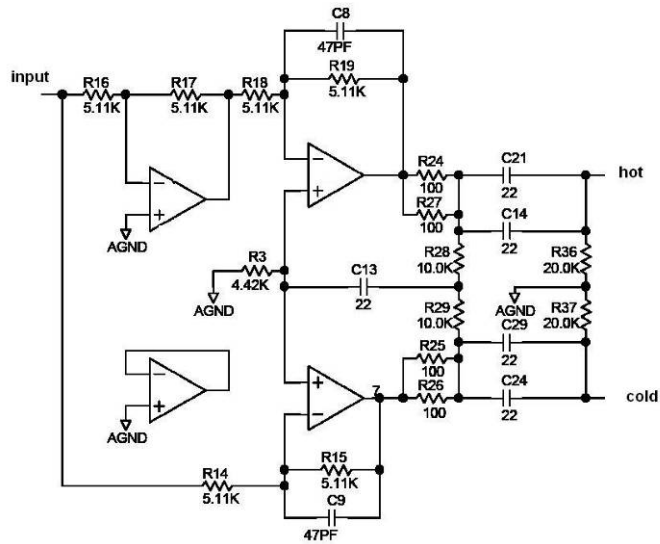 C8
47PF
input
R16
5.11K
R17
5.11K
R18
5.11K
R19
5.11K
R24
100
C21
22
hot
R27
100
C14
22
AGND
R3
4.42K
AGND
C13
22
R28
10.0K
R36
20.0K
AGND
R29
10.0K
R37
20.0K
R25
100
C29
22
R26
100
C24
22
cold
7
AGND
R14
5.11K
R15
5.11K
C9
47PF